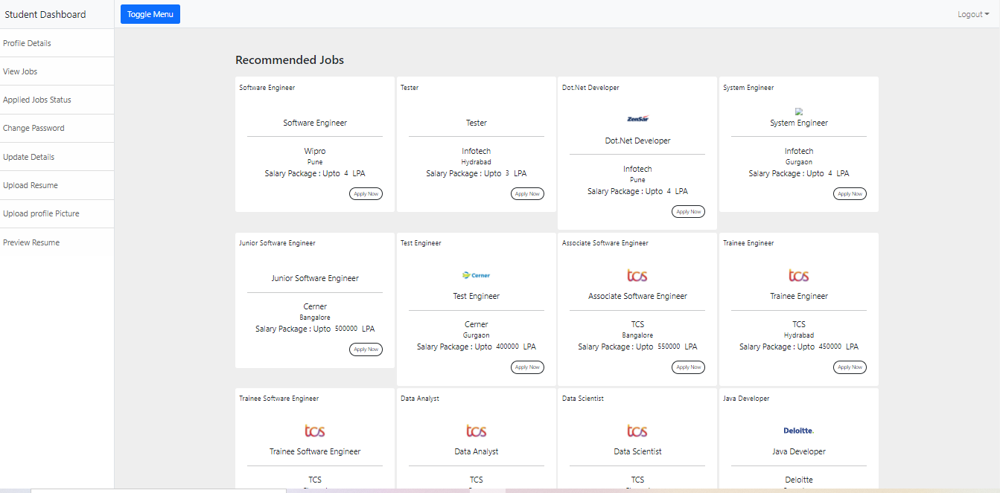 Student Dashboard
Toggle Menu
Logout
Profile Details
View Jobs
Applied Jobs Status
Change Password
Update Details
Upload Resume
Upload profile Picture
Preview Resume
Recommended Jobs
Software Engineer
Software Engineer
Wipro
Pune
Salary Package : Upto 4 LPA
Apply Now
Tester
Tester
Infotech
Hydrabad
Salary Package : Upto 3 LPA
Apply Now
Dot.Net Developer
ZenSar
Dot.Net Developer
Infotech
Pune
Salary Package : Upto 4 LPA
Apply Now
System Engineer
System Engineer
Infotech
Gurgaon
Salary Package : Upto 4 LPA
Apply Now
Junior Software Engineer
Junior Software Engineer
Cerner
Bangalore
Salary Package : Upto 500000 LPA
Apply Now
Test Engineer
Cerner
Test Engineer
Cerner
Gurgaon
Salary Package : Upto 400000 LPA
Apply Now
Associate Software Engineer
tcs
Associate Software Engineer
TCS
Bangalore
Salary Package : Upto 550000 LPA
Apply Now
Trainee Engineer
tcs
Trainee Engineer
TCS
Hydrabad
Salary Package : Upto 450000 LPA
Apply Now
Trainee Software Engineer
tcs
Trainee Software Engineer
TCS
Data Analyst
tcs
Data Analyst
TCS
Data Scientist
tcs
Data Scientist
TCS
Java Developer
Deloitte.
Java Developer
Deloitte